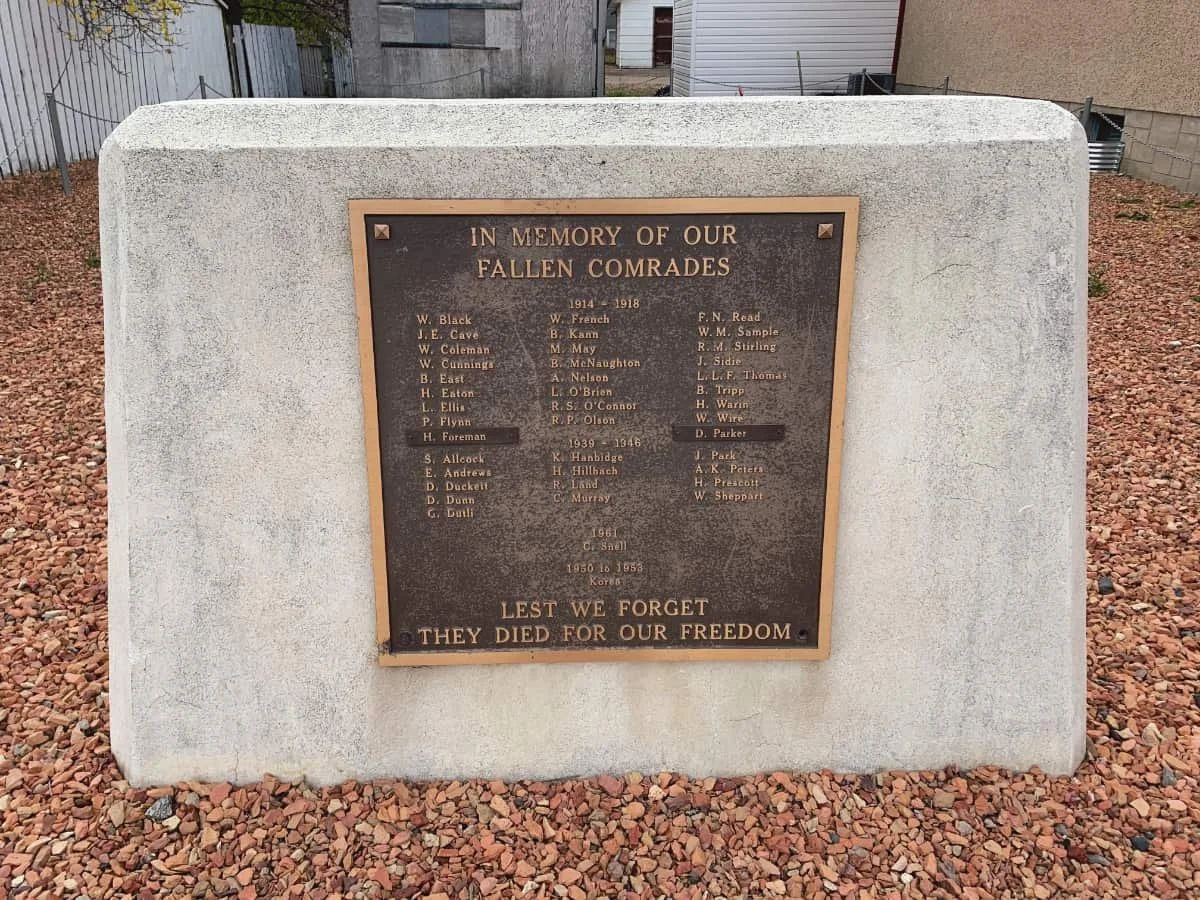 IN MEMORY OF OUR
FALLEN COMRADES
1914 - 1918
W. Black
J.E. Cave
W. Coleman
W. Cunnings
B. East
H. Eaton
L. Ellis
P. Flynn
H. Foreman
W. French
B. Kann
M. May
B. McNaughton
A. Nelson
L. O'Brien
R.S. O'Connor
R.P. Olson
F.N. Read
W.M. Sample
R.M. Stirling
J. Sidie
L.L.F. Thomas
B. Tripp
H. Warin
W. Wire
D. Parker
1939 - 1946
S. Allcock
E. Andrews
D. Duckett
D. Dunn
G. Dutli
K. Hanbidge
H. Hillbach
R. Land
C. Murray
J. Park
A.K. Peters
H. Prescott
W. Sheppart
1961
C. Snell
1950 to 1953
Korea
LEST WE FORGET
THEY DIED FOR OUR FREEDOM